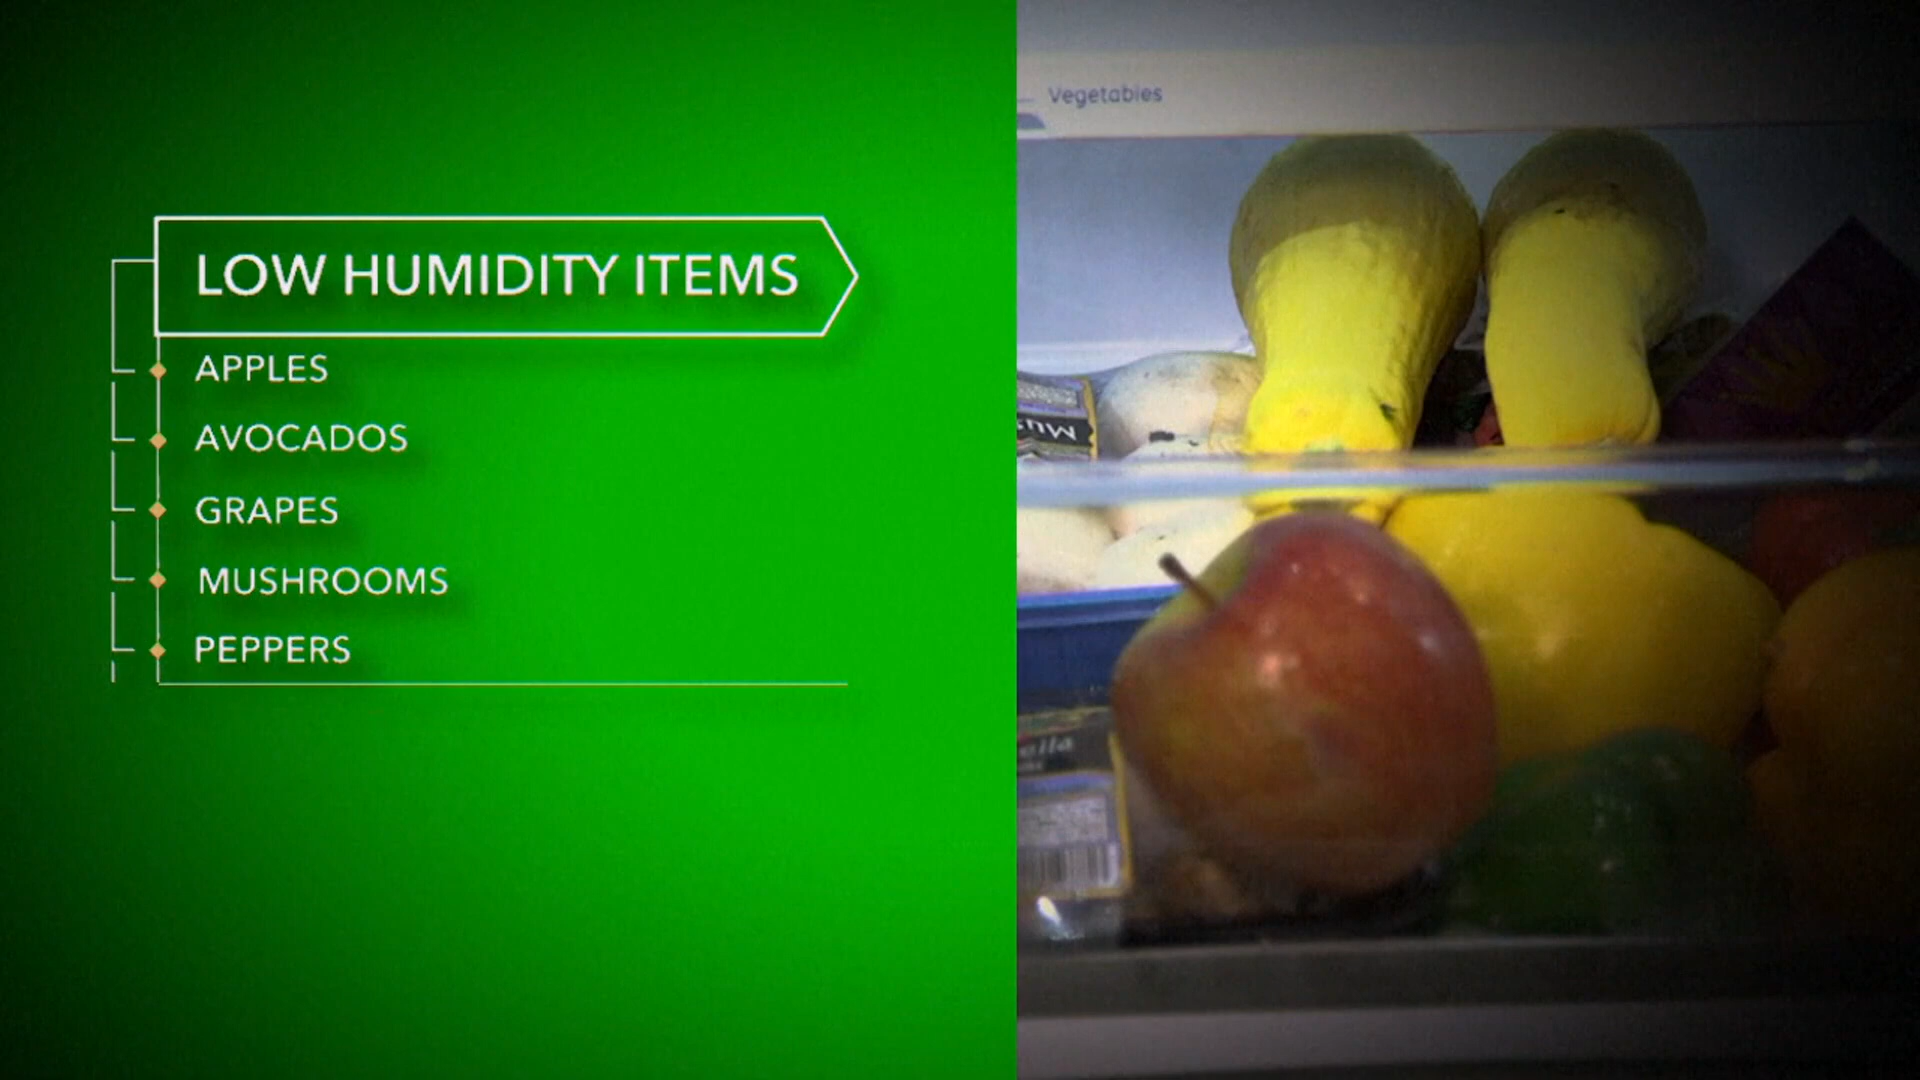 LOW HUMIDITY ITEMS
APPLES
AVOCADOS
GRAPES
MUSHROOMS
PEPPERS
Vegetables